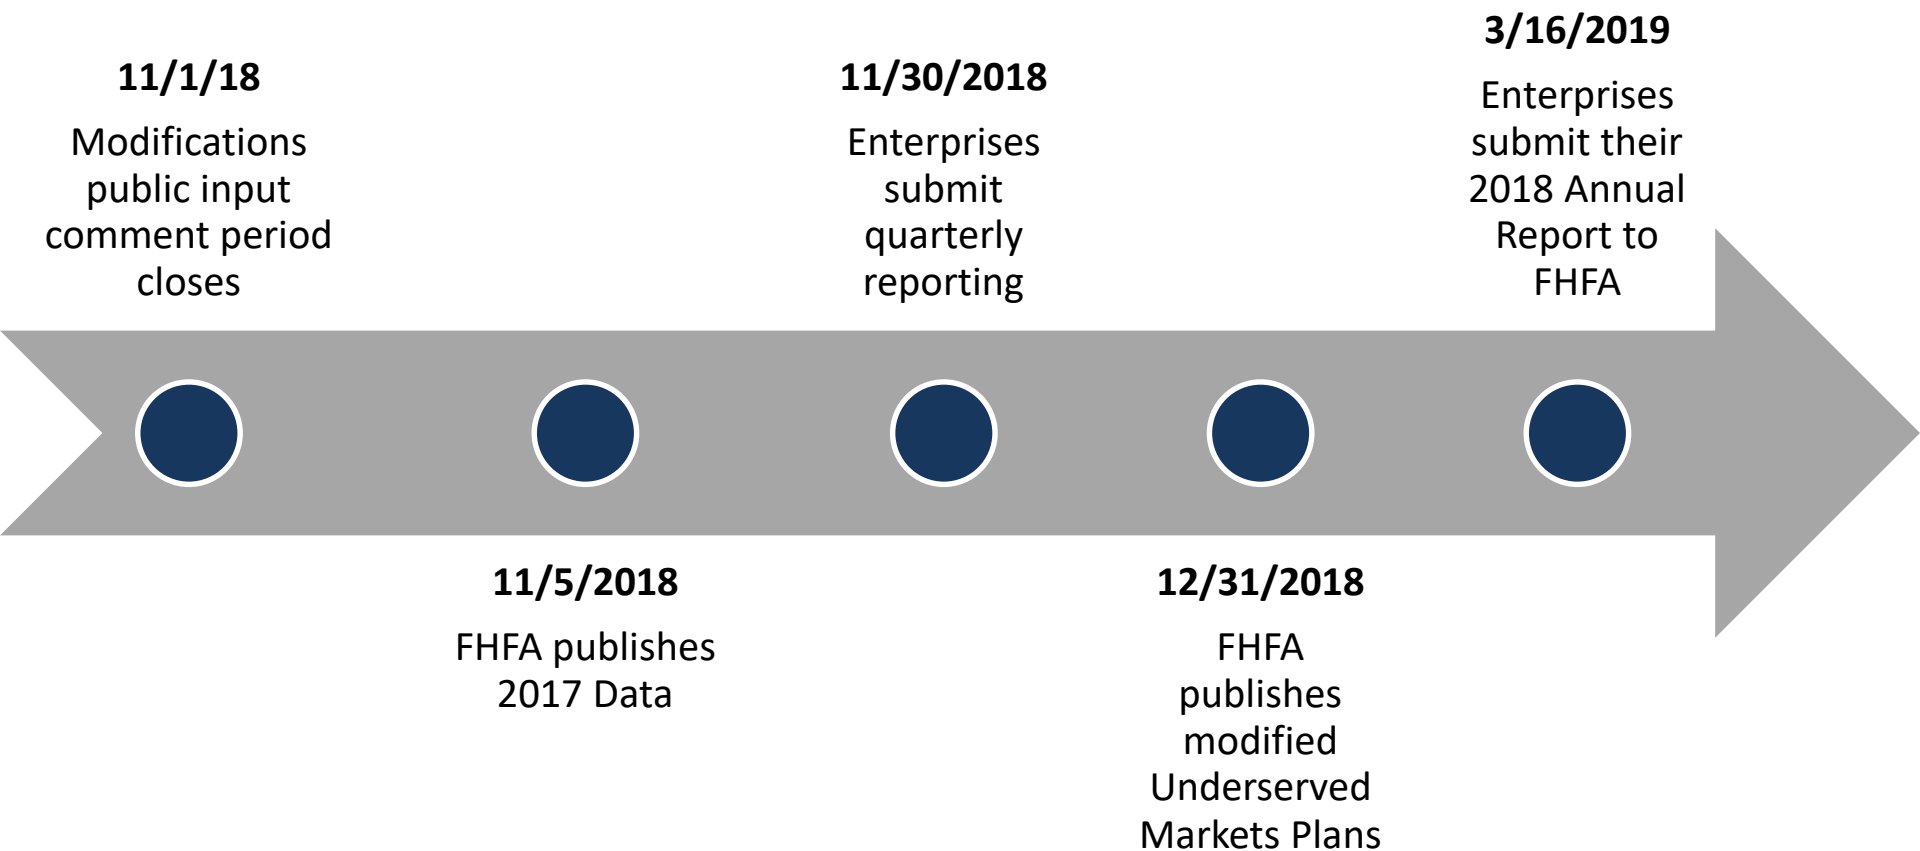 11/1/18
Modifications
public input
comment period
closes
11/5/2018
FHFA publishes
2017 Data
11/30/2018
Enterprises
submit
quarterly
reporting
12/31/2018
FHFA
publishes
modified
Underserved
Markets Plans
3/16/2019
Enterprises
submit their
2018 Annual
Report to
FHFA